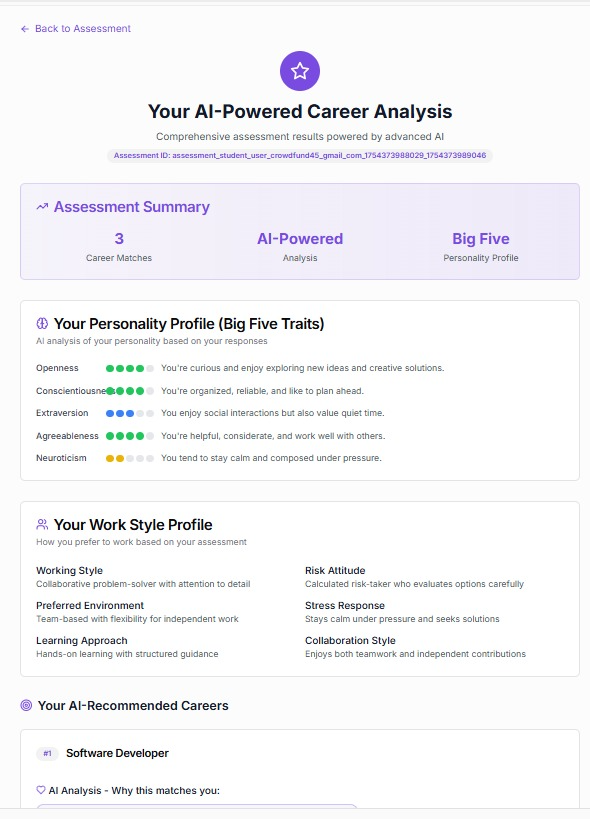 Back to Assessment
Your AI-Powered Career Analysis
Comprehensive assessment results powered by advanced AI
Assessment ID: assessment_student_user_crowdfund45_gmail_com_1754373988029_1754373989046
Assessment Summary
3 AI-Powered Big Five
Career Matches Analysis Personality Profile
Your Personality Profile (Big Five Traits)
AI analysis of your personality based on your responses
Openness You're curious and enjoy exploring new ideas and creative solutions.
Conscientiousness You're organized, reliable, and like to plan ahead.
Extraversion You enjoy social interactions but also value quiet time.
Agreeableness You're helpful, considerate, and work well with others.
Neuroticism You tend to stay calm and composed under pressure.
Your Work Style Profile
How you prefer to work based on your assessment
Working Style Risk Attitude
Collaborative problem-solver with attention to detail Calculated risk-taker who evaluates options carefully
Preferred Environment Stress Response
Team-based with flexibility for independent work Stays calm under pressure and seeks solutions
Learning Approach Collaboration Style
Hands-on learning with structured guidance Enjoys both teamwork and independent contributions
Your AI-Recommended Careers
#1 Software Developer
AI Analysis - Why this matches you: